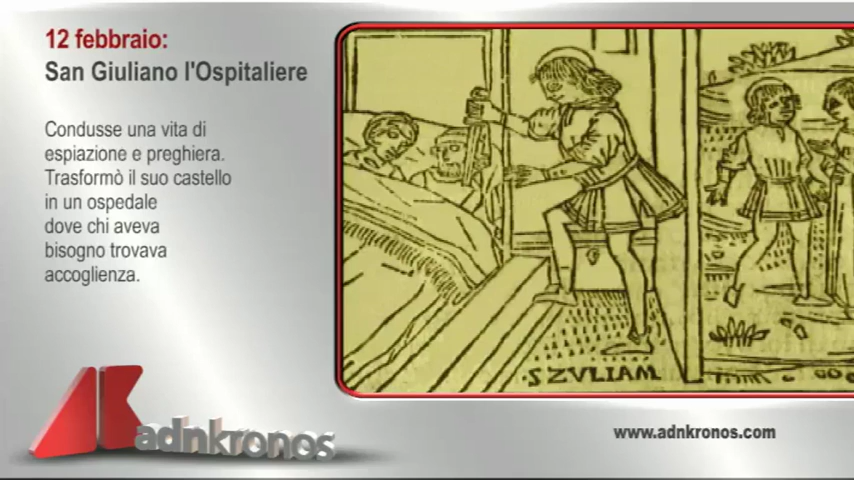 12 febbraio:
San Giuliano l'Ospitaliere
Condusse una vita di
espiazione e preghiera.
Trasformò il suo castello
in un ospedale
dove chi aveva
bisogno trovava
accoglienza.
·SZVLIAM
adnkronos
www.adnkronos.com